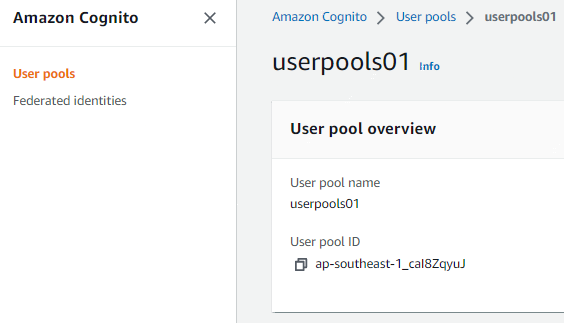 Amazon Cognito
User pools
Federated identities
Amazon Cognito > User pools > userpools01
userpools01 Info
User pool overview
User pool name
userpools01
User pool ID
ap-southeast-1_caI8ZqyuJ